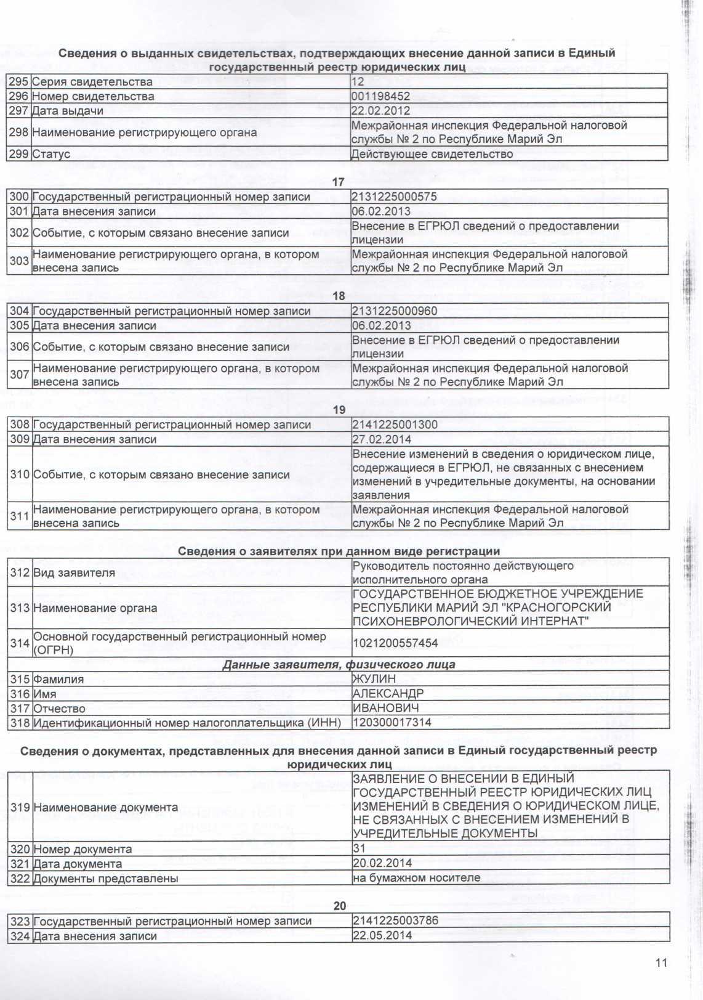 Сведения о выданных свидетельствах, подтверждающих внесение данной записи в Единый
государственный реестр юридических лиц
295 Серия свидетельства 12
296 Номер свидетельства 001198452
297 Дата выдачи 22.02.2012
298 Наименование регистрирующего органа Межрайонная инспекция Федеральной налоговой
службы № 2 по Республике Марий Эл
299 Статус Действующее свидетельство
17
300 Государственный регистрационный номер записи 2131225000575
301 Дата внесения записи 06.02.2013
302 Событие, с которым связано внесение записи Внесение в ЕГРЮЛ сведений о предоставлении
лицензии
303 Наименование регистрирующего органа, в котором
внесена запись Межрайонная инспекция Федеральной налоговой
службы № 2 по Республике Марий Эл
18
304 Государственный регистрационный номер записи 2131225000960
305 Дата внесения записи 06.02.2013
306 Событие, с которым связано внесение записи Внесение в ЕГРЮЛ сведений о предоставлении
лицензии
307 Наименование регистрирующего органа, в котором
внесена запись Межрайонная инспекция Федеральной налоговой
службы № 2 по Республике Марий Эл
19
308 Государственный регистрационный номер записи 2141225001300
309 Дата внесения записи 27.02.2014
310 Событие, с которым связано внесение записи Внесение изменений в сведения о юридическом лице,
содержащиеся в ЕГРЮЛ, не связанных с внесением
изменений в учредительные документы, на основании
заявления
311 Наименование регистрирующего органа, в котором
внесена запись Межрайонная инспекция Федеральной налоговой
службы № 2 по Республике Марий Эл
Сведения о заявителях при данном виде регистрации
312 Вид заявителя Руководитель постоянно действующего
исполнительного органа
313 Наименование органа ГОСУДАРСТВЕННОЕ БЮДЖЕТНОЕ УЧРЕЖДЕНИЕ
РЕСПУБЛИКИ МАРИЙ ЭЛ "КРАСНОГОРСКИЙ
ПСИХОНЕВРОЛОГИЧЕСКИЙ ИНТЕРНАТ"
314 Основной государственный регистрационный номер
(ОГРН) 1021200557454
Данные заявителя, физического лица
315 Фамилия ЖУЛИН
316 Имя АЛЕКСАНДР
317 Отчество ИВАНОВИЧ
318 Идентификационный номер налогоплательщика (ИНН) 120300017314
Сведения о документах, представленных для внесения данной записи в Единый государственный реестр
юридических лиц
319 Наименование документа ЗАЯВЛЕНИЕ О ВНЕСЕНИИ В ЕДИНЫЙ
ГОСУДАРСТВЕННЫЙ РЕЕСТР ЮРИДИЧЕСКИХ ЛИЦ
ИЗМЕНЕНИЙ В СВЕДЕНИЯ О ЮРИДИЧЕСКОМ ЛИЦЕ,
НЕ СВЯЗАННЫХ С ВНЕСЕНИЕМ ИЗМЕНЕНИЙ В
УЧРЕДИТЕЛЬНЫЕ ДОКУМЕНТЫ
320 Номер документа 31
321 Дата документа 20.02.2014
322 Документы представлены на бумажном носителе
20
323 Государственный регистрационный номер записи 2141225003786
324 Дата внесения записи 22.05.2014
11